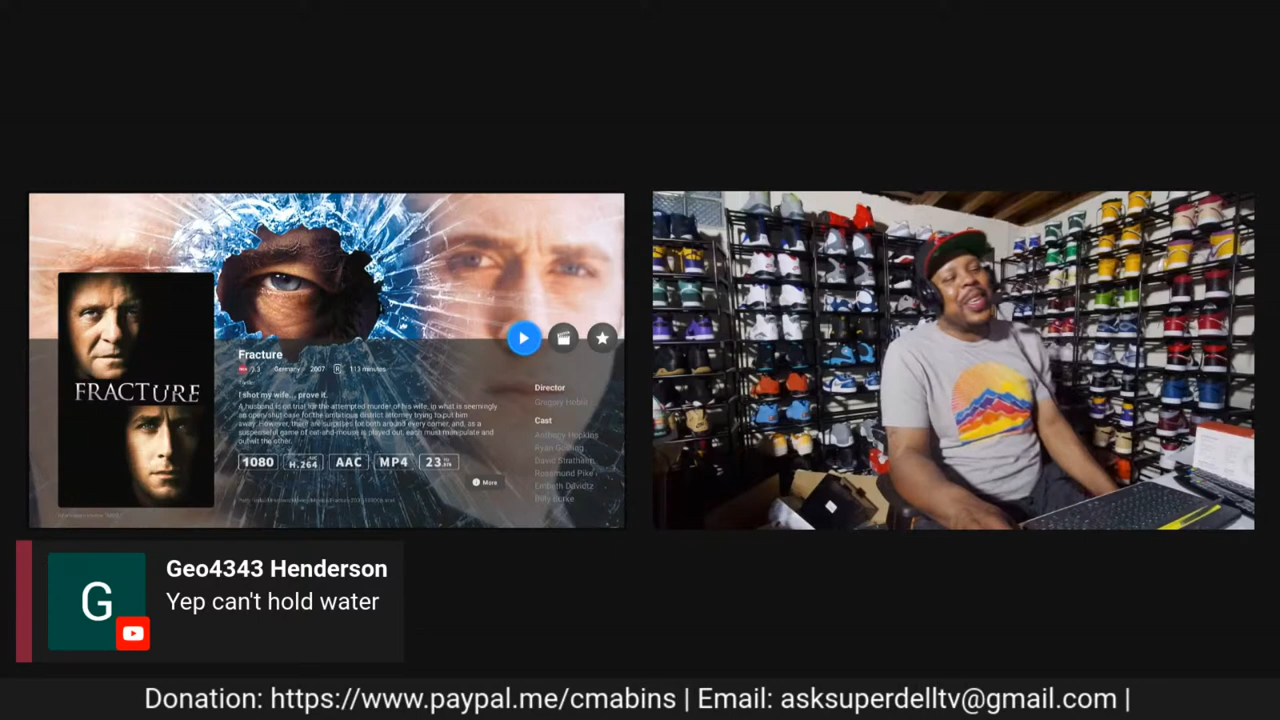 FRACTURE
Fracture
Germany 2007 R 113 minutes
I shot my wife... prove it.
A husband is on trial for the attempted murder of his wife, in what is seemingly
an open/shut case for the ambitious district attorney trying to put him
away. However, there are surprises for both around every corner, and, as a
suspenseful game of cat-and-mouse is played out, each must manipulate and
outwit the other.
1080 H.264 AAC MP4 23
More
Director
Gregory Hoblit
Cast
Anthony Hopkins
Ryan Gosling
David Strathairn
Rosamund Pike
Embeth Davidtz
Billy Burke
G
Geo4343 Henderson
Yep can't hold water
Donation: https://www.paypal.me/cmabins | Email: asksuperdelltv@gmail.com |